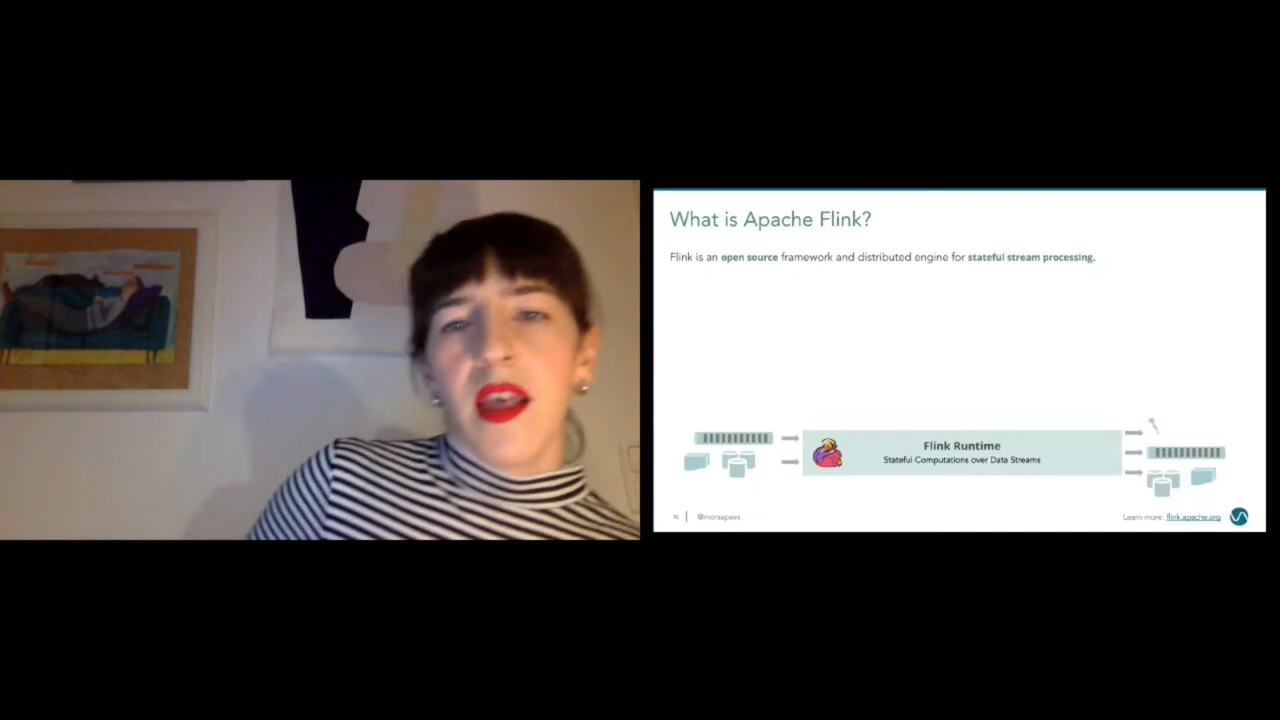 What is Apache Flink?
Flink is an open source framework and distributed engine for stateful stream processing.
Flink Runtime
Stateful Computations over Data Streams
@morsapaes
Learn more: flink.apache.org